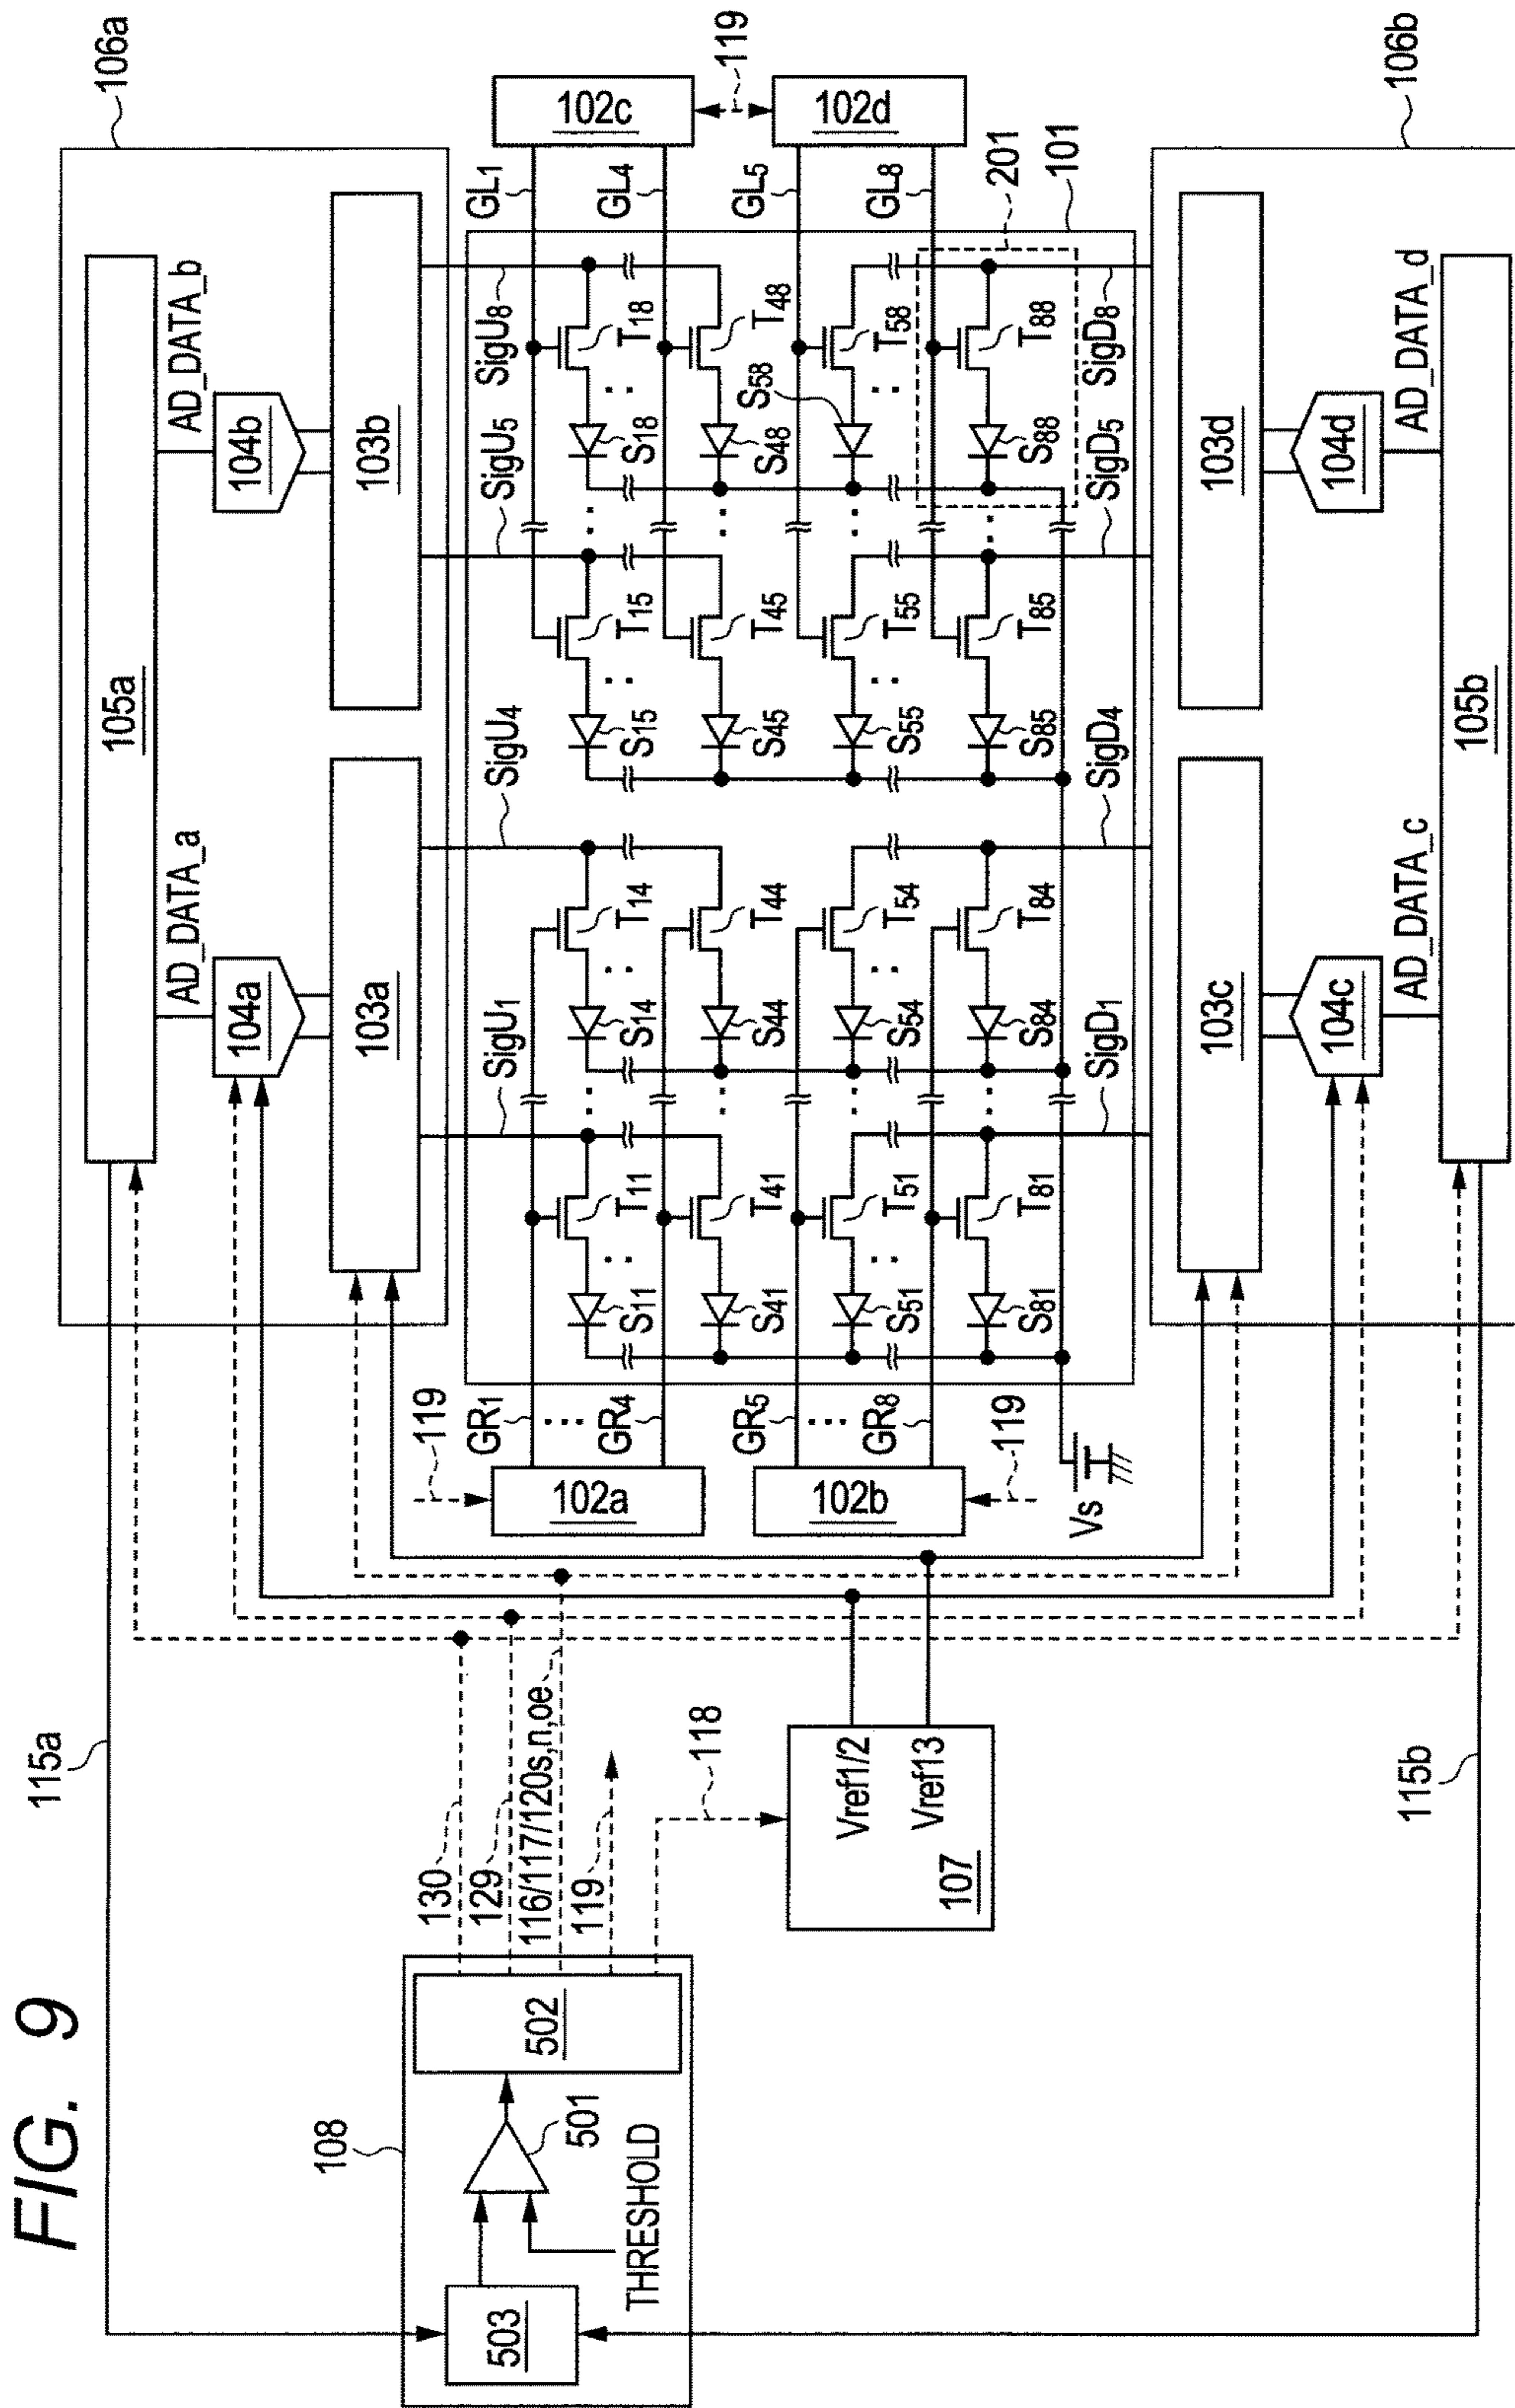 FIG. 9
106a
105a
AD_DATA_a
AD_DATA_b
104a
104b
103a
103b
SigU1
SigU4
SigU5
SigU8
102c
119
102d
GL1
GL4
GL5
GL8
201
101
106b
119
102a
GR1
...
GR4
GR5
...
GR8
102b
119
Vs
T11
T14
T15
T18
S11
S14
S15
S18
T41
T44
T45
T48
S41
S44
S45
S48
T51
T54
T55
T58
S51
S54
S55
S58
T81
T84
T85
T88
S81
S84
S85
S88
SigD1
SigD4
SigD5
SigD8
103c
103d
104c
104d
AD_DATA_c
AD_DATA_d
105b
115a
130
129
116/117/120s,n,oe
119
118
Vref1/2
Vref13
107
115b
108
502
501
THRESHOLD
503